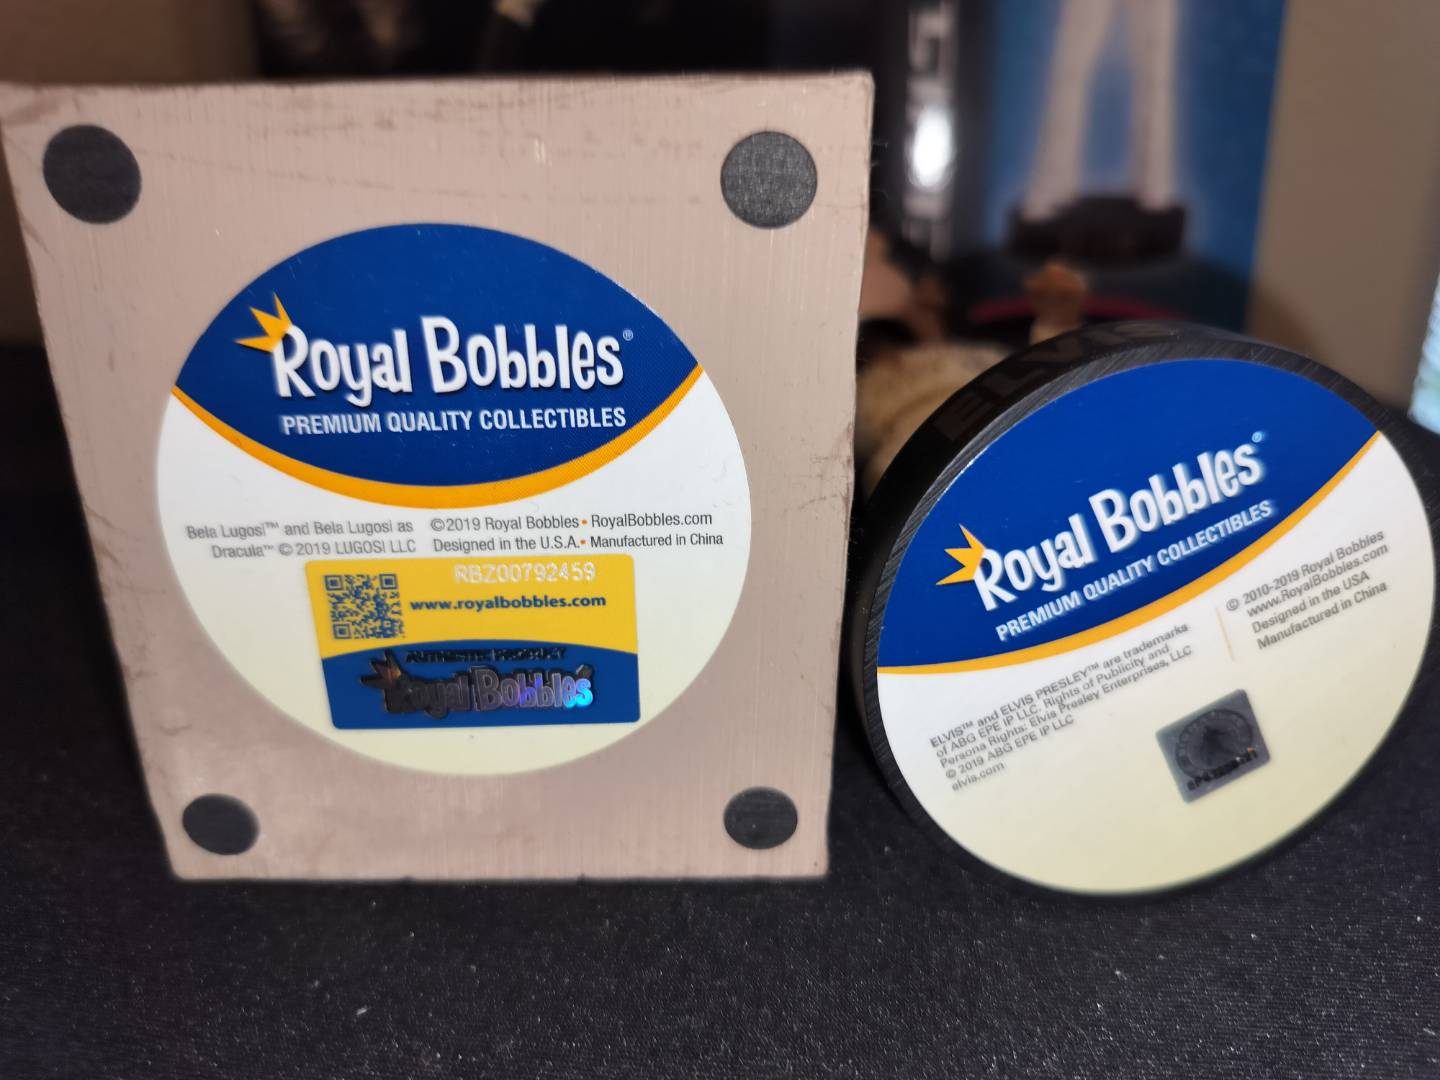 Royal Bobbles®
PREMIUM QUALITY COLLECTIBLES
Bela Lugosi™ and Bela Lugosi as
Dracula™ © 2019 LUGOSI LLC
©2019 Royal Bobbles • RoyalBobbles.com
Designed in the U.S.A. • Manufactured in China
RBZ00792459
www.royalbobbles.com
AUTHENTIC PRODUCT
Royal Bobbles
ELVIS
Royal Bobbles®
PREMIUM QUALITY COLLECTIBLES
ELVIS™ and ELVIS PRESLEY™ are trademarks
of ABG EPE IP LLC. Rights of Publicity and
Persona Rights: Elvis Presley Enterprises, LLC
© 2019 ABG EPE IP LLC
elvis.com
© 2010-2019 Royal Bobbles
www.RoyalBobbles.com
Designed in the USA
Manufactured in China